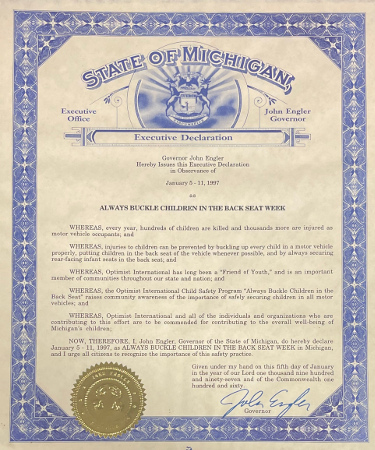 STATE OF MICHIGAN,
Executive
Office
John Engler
Governor
Executive Declaration
Governor John Engler
Hereby Issues this Executive Declaration
in Observance of
January 5 - 11, 1997
as
ALWAYS BUCKLE CHILDREN IN THE BACK SEAT WEEK
WHEREAS, every year, hundreds of children are killed and thousands more are injured as
motor vehicle occupants; and
WHEREAS, injuries to children can be prevented by buckling up every child in a motor vehicle
properly, putting children in the back seat of the vehicle whenever possible, and by always securing
rear-facing infant seats in the back seat; and
WHEREAS, Optimist International has long been a "Friend of Youth," and is an important
member of communities throughout our state and nation; and
WHEREAS, the Optimist International Child Safety Program "Always Buckle Children in the
Back Seat" raises community awareness of the importance of safely securing children in all motor
vehicles; and
WHEREAS, Optimist International and all of the individuals and organizations who are
contributing to this effort are to be commended for contributing to the overall well-being of
Michigan's children;
NOW, THEREFORE, I, John Engler, Governor of the State of Michigan, do hereby declare
January 5 - 11, 1997, as ALWAYS BUCKLE CHILDREN IN THE BACK SEAT WEEK in Michigan,
and I urge all citizens to recognize the importance of this safety practice.
Given under my hand on this fifth day of January
in the year of our Lord one thousand nine hundred
and ninety-seven and of the Commonwealth one
hundred and sixty.
John Engler
Governor